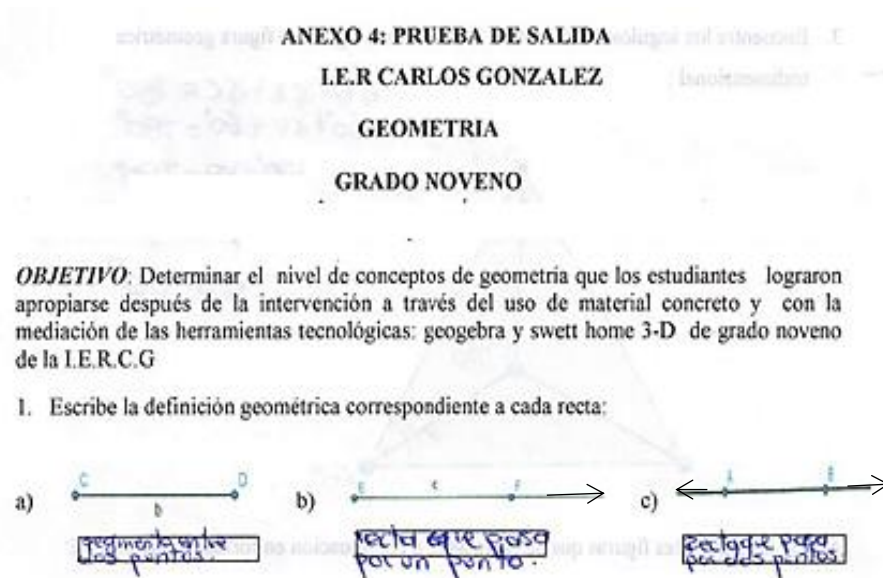 ANEXO 4: PRUEBA DE SALIDA
I.E.R CARLOS GONZALEZ
GEOMETRIA
GRADO NOVENO
OBJETIVO: Determinar el nivel de conceptos de geometría que los estudiantes lograron
apropiarse después de la intervención a través del uso de material concreto y con la
mediación de las herramientas tecnológicas: geogebra y swett home 3-D de grado noveno
de la I.E.R.C.G
1. Escribe la definición geométrica correspondiente a cada recta:
a) C D b
segmento entre
dos puntos.
b) E c F
recta que pasa
por un punto.
c) A B
recta que pasa
por dos puntos.